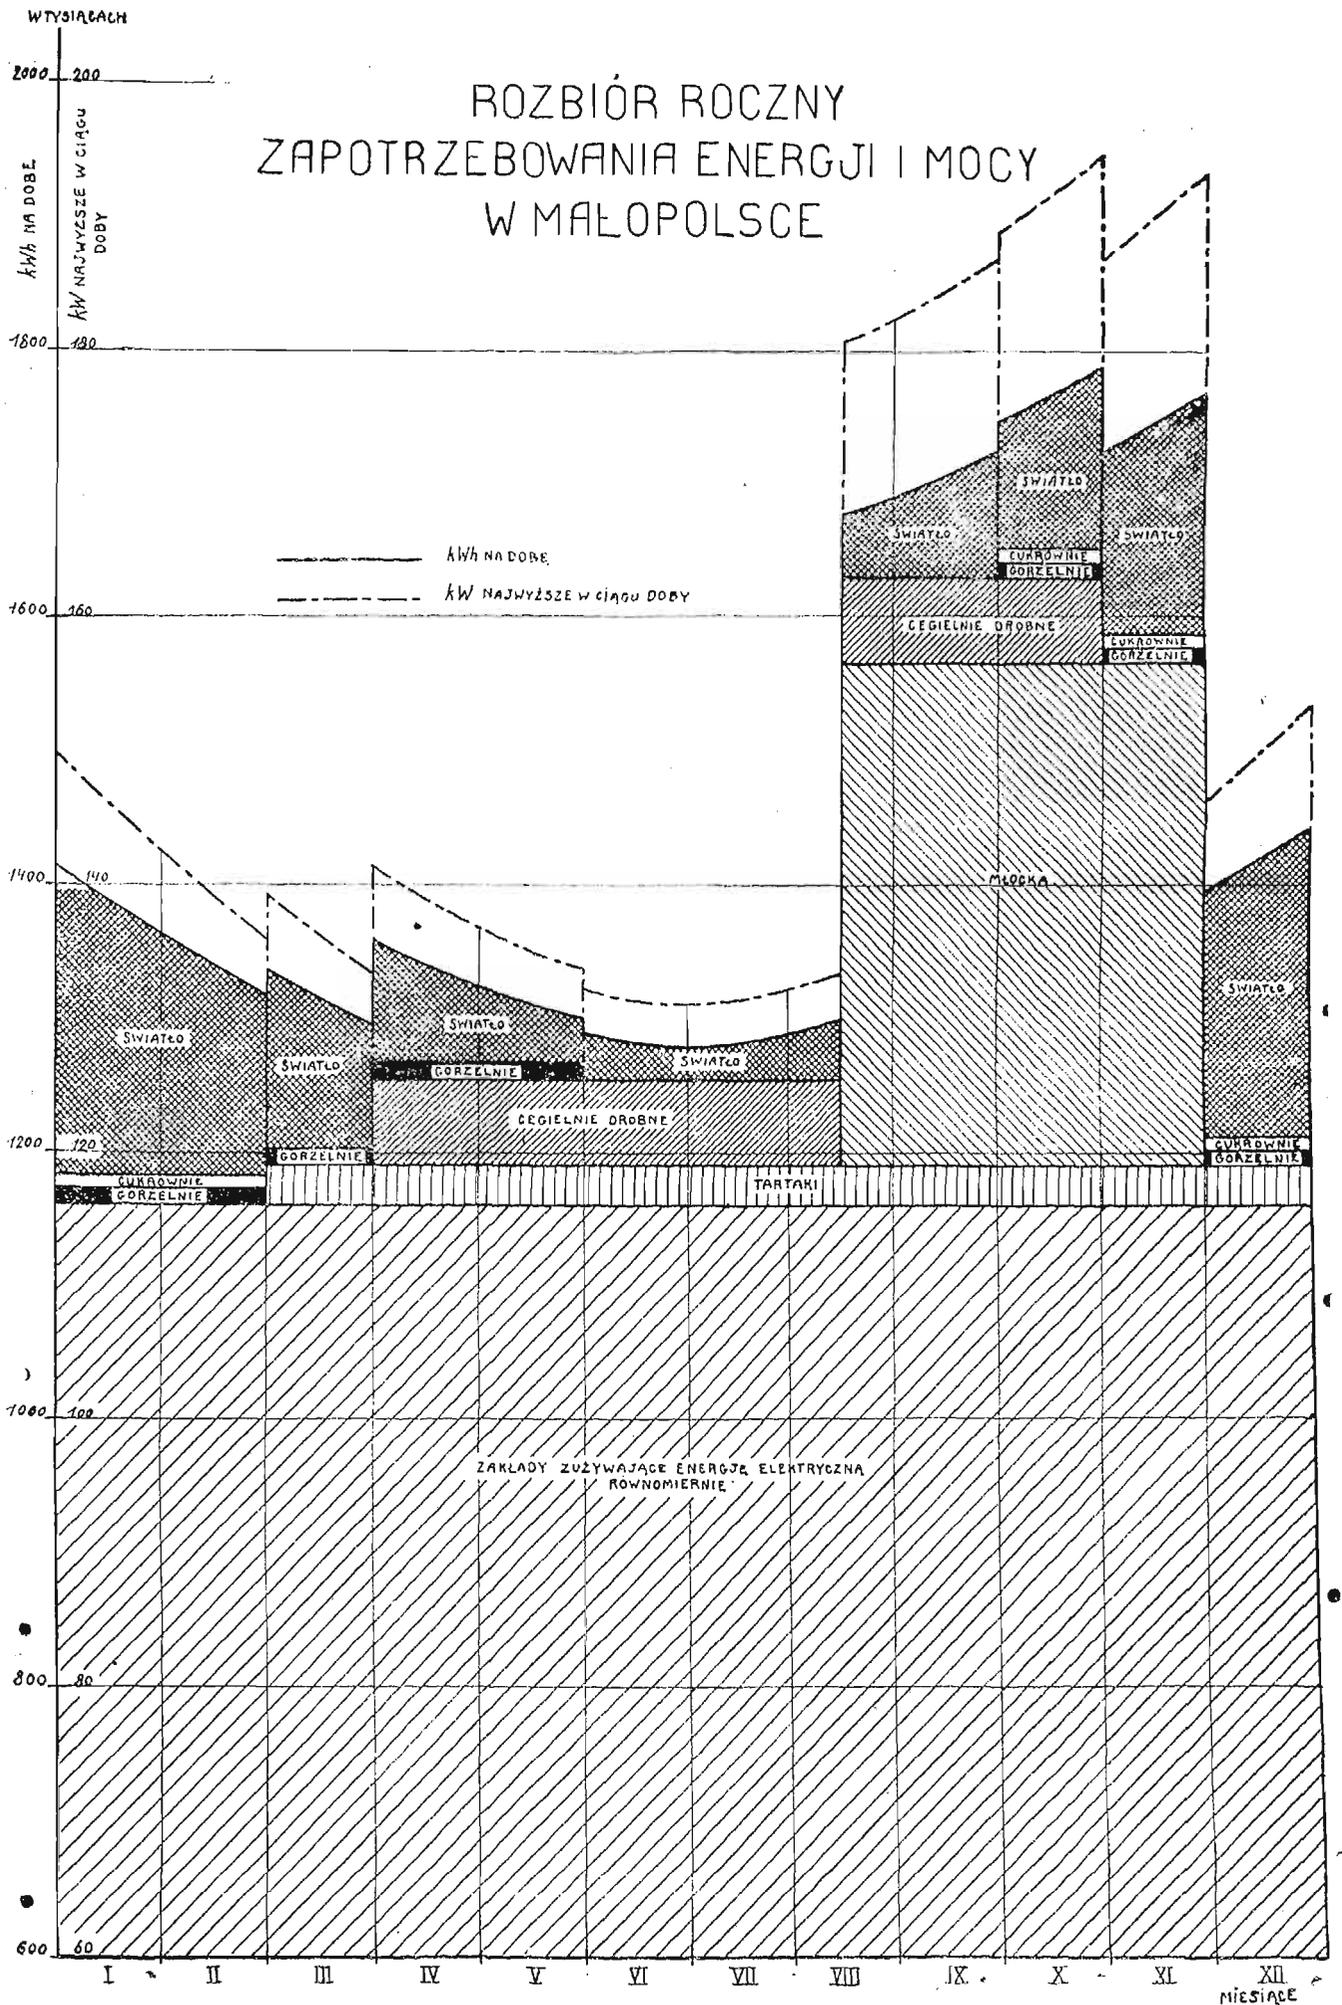 W TYSIĄCACH
2000 200
kWh NA DOBE
kW NAJWYŻSZE W CIĄGU
DOBY
ROZBIÓR ROCZNY
ZAPOTRZEBOWANIA ENERGJI I MOCY
W MAŁOPOLSCE
1800 180
kWh NA DOBE
kW NAJWYŻSZE W CIĄGU DOBY
ŚWIATŁO
ŚWIATŁO
ŚWIATŁO
CUKROWNIE
GORZELNIE
1600 160
CEGIELNIE DROBNE
CUKROWNIE
GORZELNIE
1400 140
MŁOCKA
ŚWIATŁO
ŚWIATŁO
ŚWIATŁO
ŚWIATŁO
ŚWIATŁO
GORZELNIE
CEGIELNIE DROBNE
1200 120
CUKROWNIE
GORZELNIE
GORZELNIE
CUKROWNIE
GORZELNIE
TARTAKI
1000 100
ZAKŁADY ZUŻYWAJĄCE ENERGJĘ ELEKTRYCZNĄ
RÓWNOMIERNIE
800 80
600 60
I II III IV V VI VII VIII IX X XI XII
MIESIĄCE